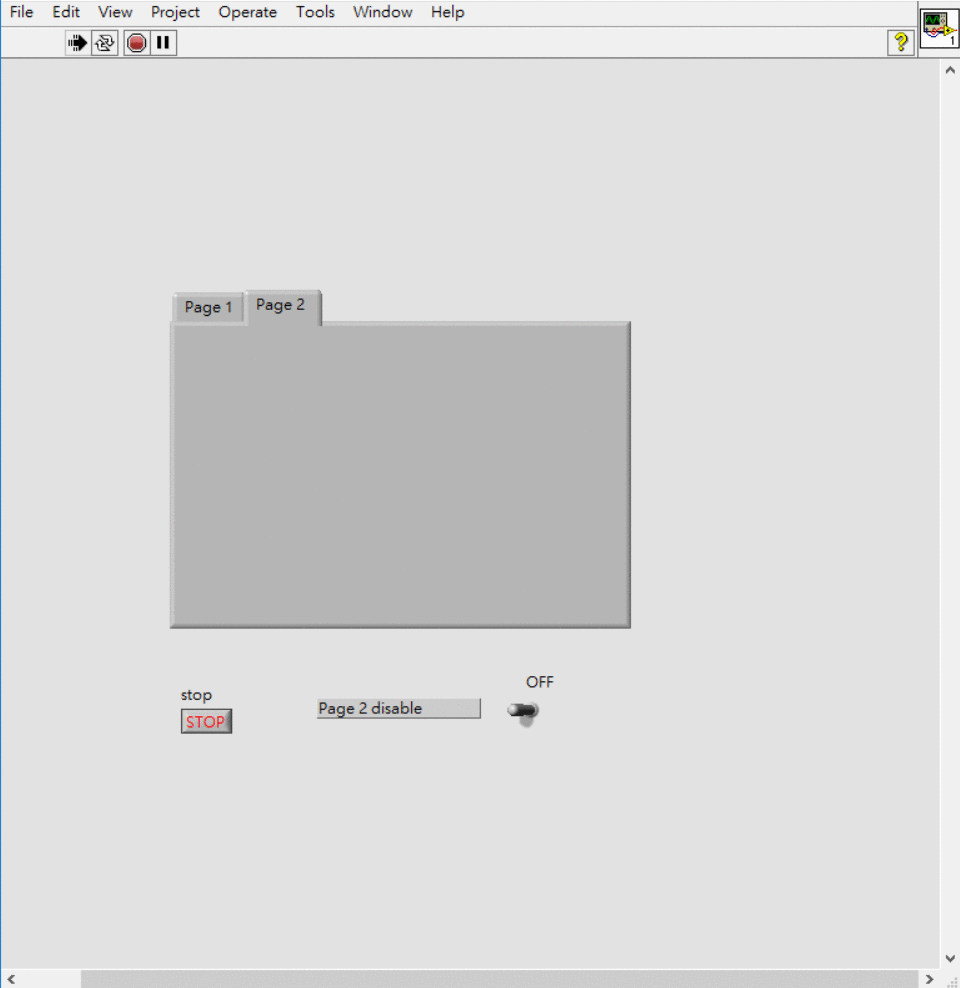 File Edit View Project Operate Tools Window Help
?
1
Page 1 Page 2
OFF
stop
Page 2 disable
STOP